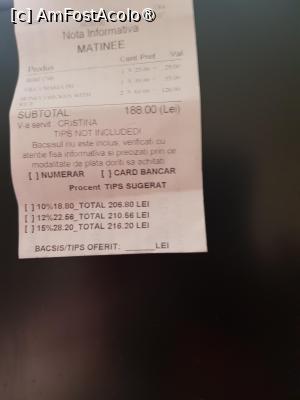 [c] AmFostAcolo®
Nota Informativa
MATINEE
Produs Cant Pret Val
SUBTOTAL: 188.00 (Lei)
V-a servit CRISTINA
TIPS NOT INCLUDED!
Bacsisul nu este inclus, verificati cu
atentie fisa informativa si precizati prin ce
modalitate de plata doriti sa achitati
[ ] NUMERAR [ ] CARD BANCAR
Procent TIPS SUGERAT
[ ] 10%18.80_TOTAL 206.80 LEI
[ ] 12%22.56_TOTAL 210.56 LEI
[ ] 15%28.20_TOTAL 216.20 LEI
BACSIS/TIPS OFERIT: ______LEI